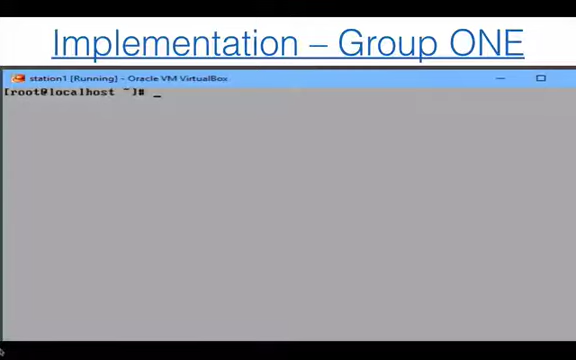 Implementation – Group ONE
station1 [Running] - Oracle VM VirtualBox
[root@localhost ~]# _